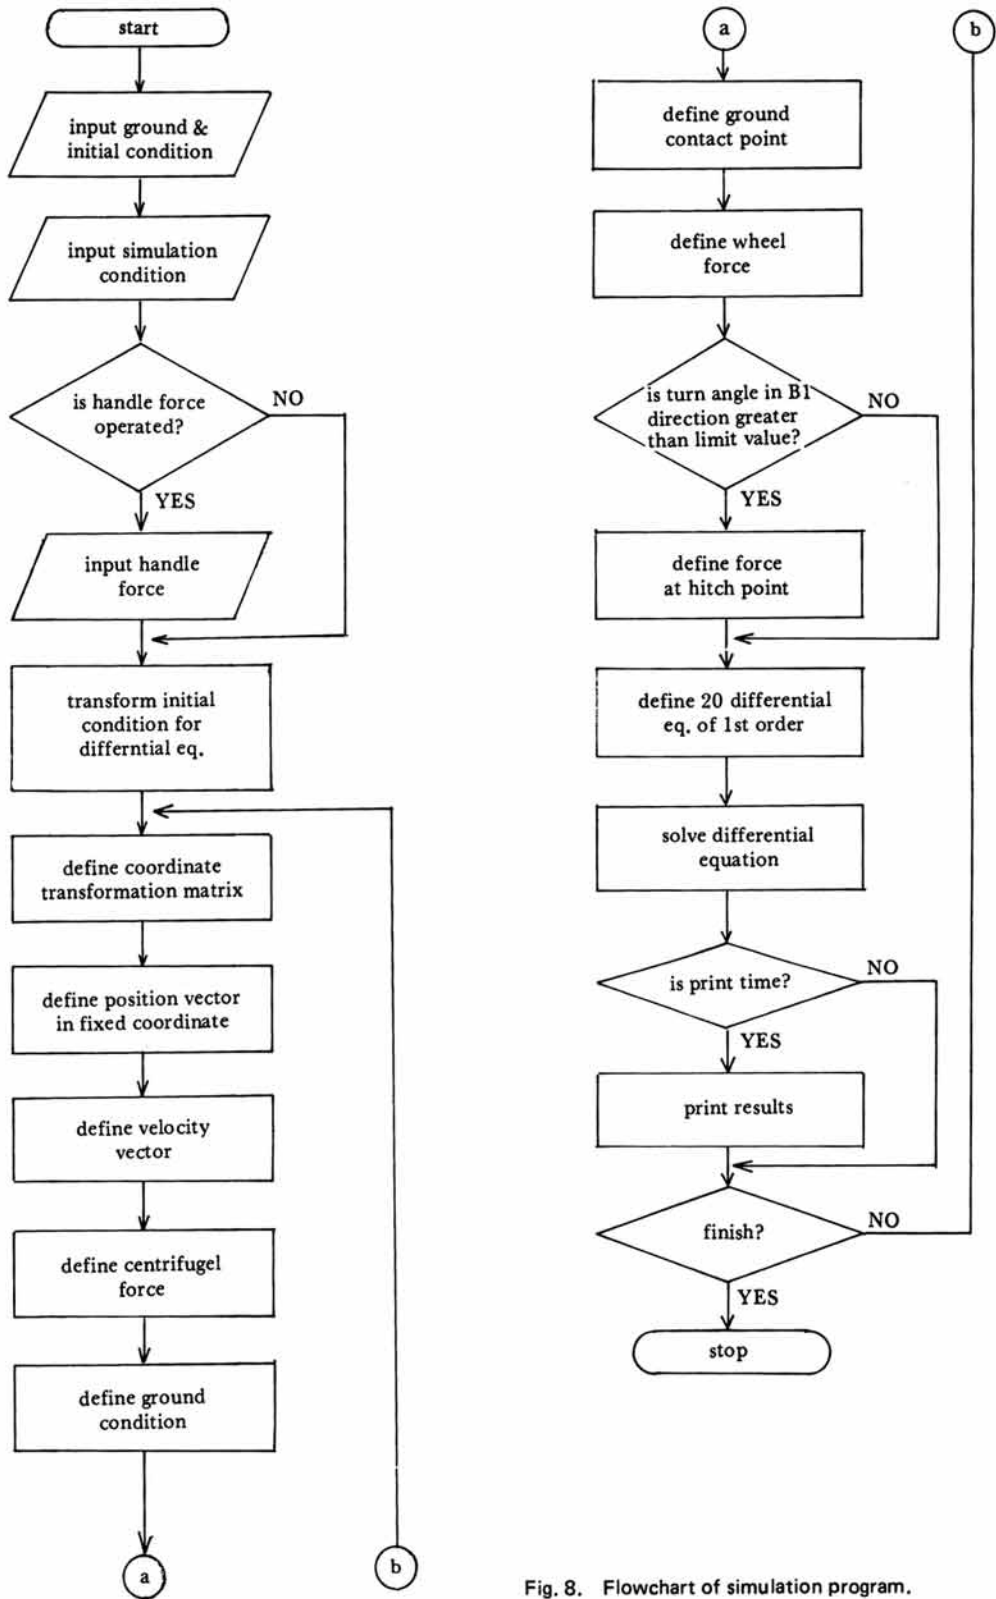 start
input ground &
initial condition
input simulation
condition
is handle force
operated?
NO
YES
input handle
force
transform initial
condition for
differntial eq.
define coordinate
transformation matrix
define position vector
in fixed coordinate
define velocity
vector
define centrifugel
force
define ground
condition
a
b
a
b
define ground
contact point
define wheel
force
is turn angle in B1
direction greater
than limit value?
NO
YES
define force
at hitch point
define 20 differential
eq. of 1st order
solve differential
equation
is print time?
NO
YES
print results
finish?
NO
YES
stop
Fig. 8. Flowchart of simulation program.